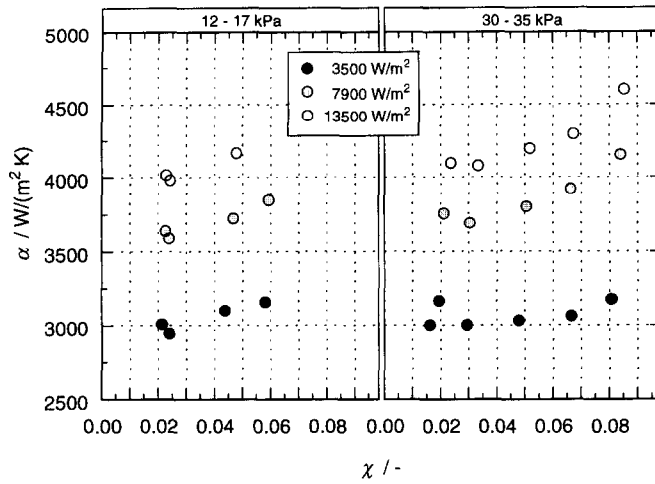 12 - 17 kPa
30 - 35 kPa
5000
4500
4000
3500
3000
2500
α / W/(m² K)
3500 W/m²
7900 W/m²
13500 W/m²
0.00 0.02 0.04 0.06 0.08 0.00 0.02 0.04 0.06 0.08
χ / -